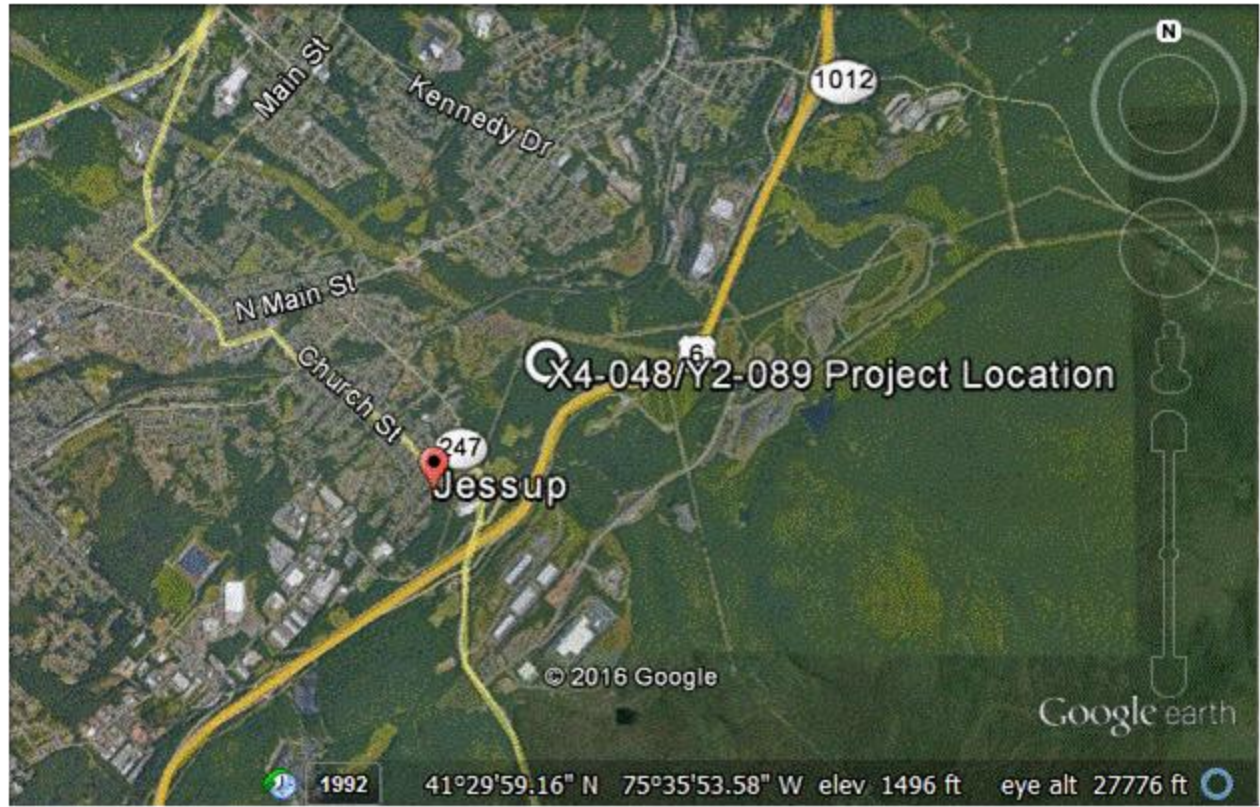 N
1012
Main St
Kennedy Dr
N Main St
Church St
6
X4-048/Y2-089 Project Location
247
Jessup
© 2016 Google
Google earth
1992 41°29'59.16" N 75°35'53.58" W elev 1496 ft eye alt 27776 ft